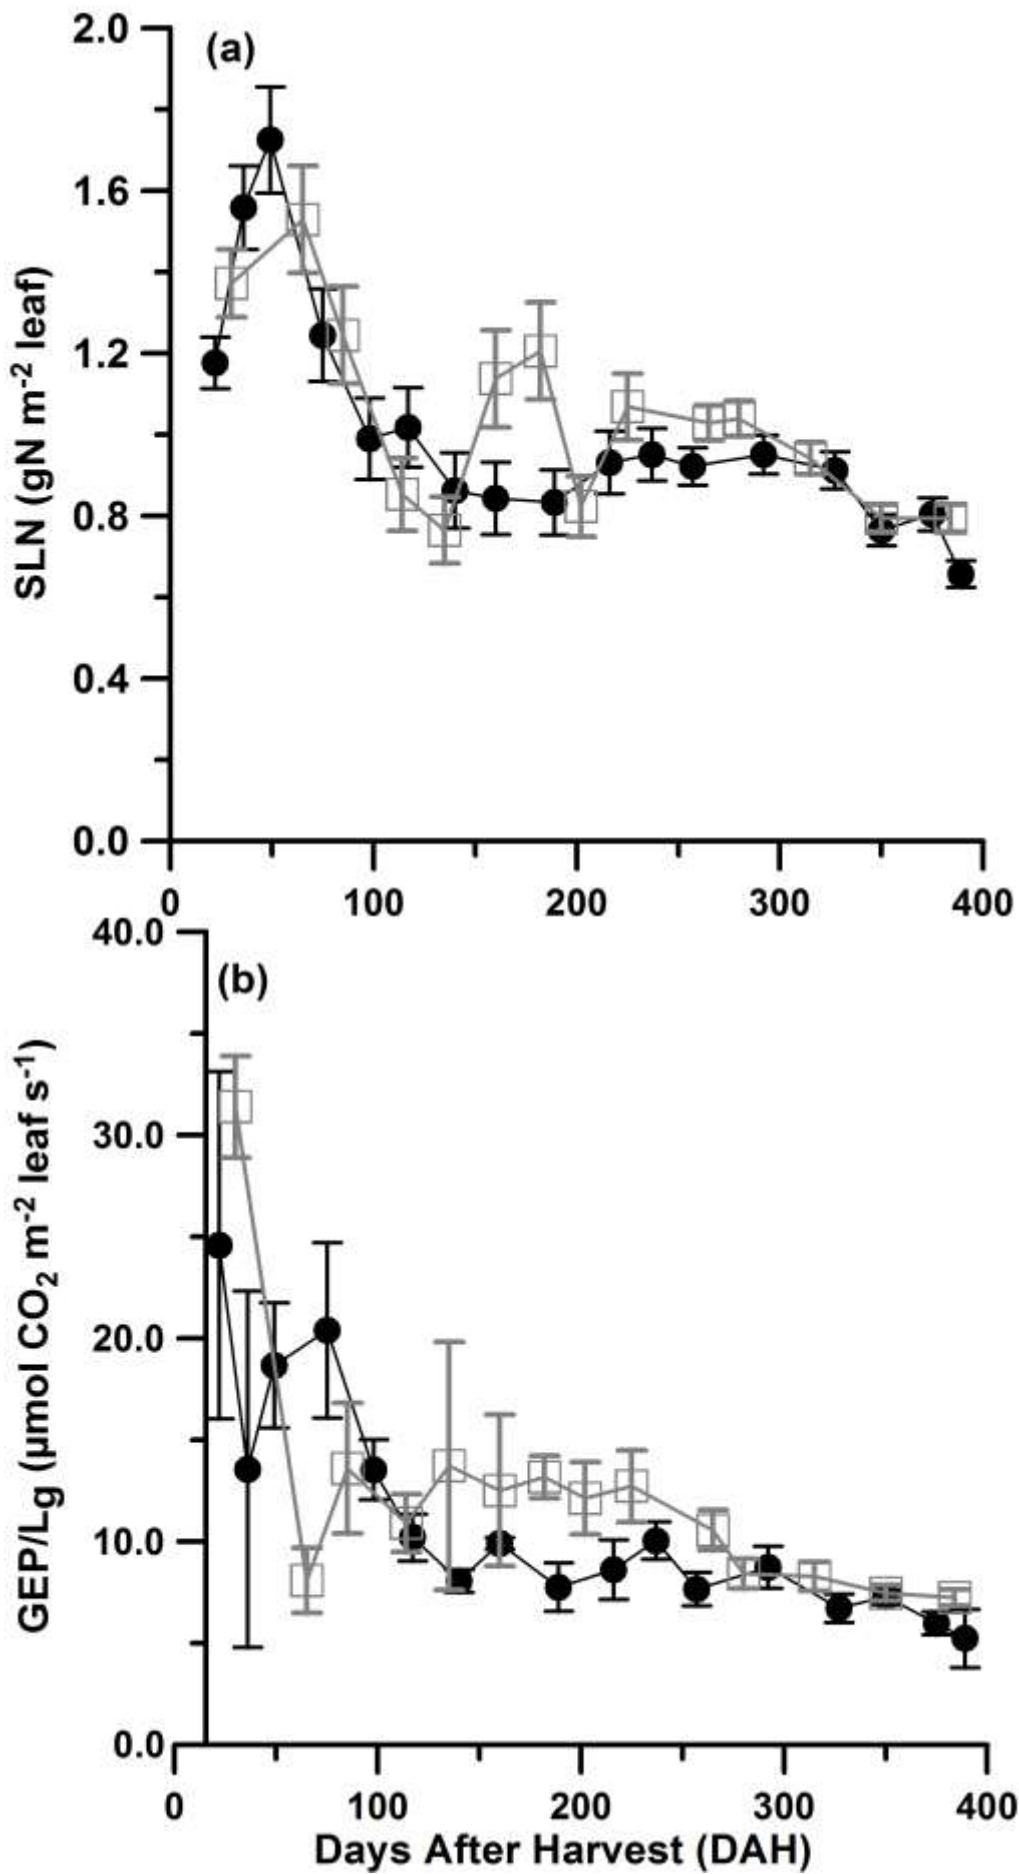 (a)
2.0
1.6
1.2
0.8
0.4
0.0
SLN (gN m⁻² leaf)
0 100 200 300 400
(b)
40.0
30.0
20.0
10.0
0.0
GEP/Lg (µmol CO₂ m⁻² leaf s⁻¹)
0 100 200 300 400
Days After Harvest (DAH)